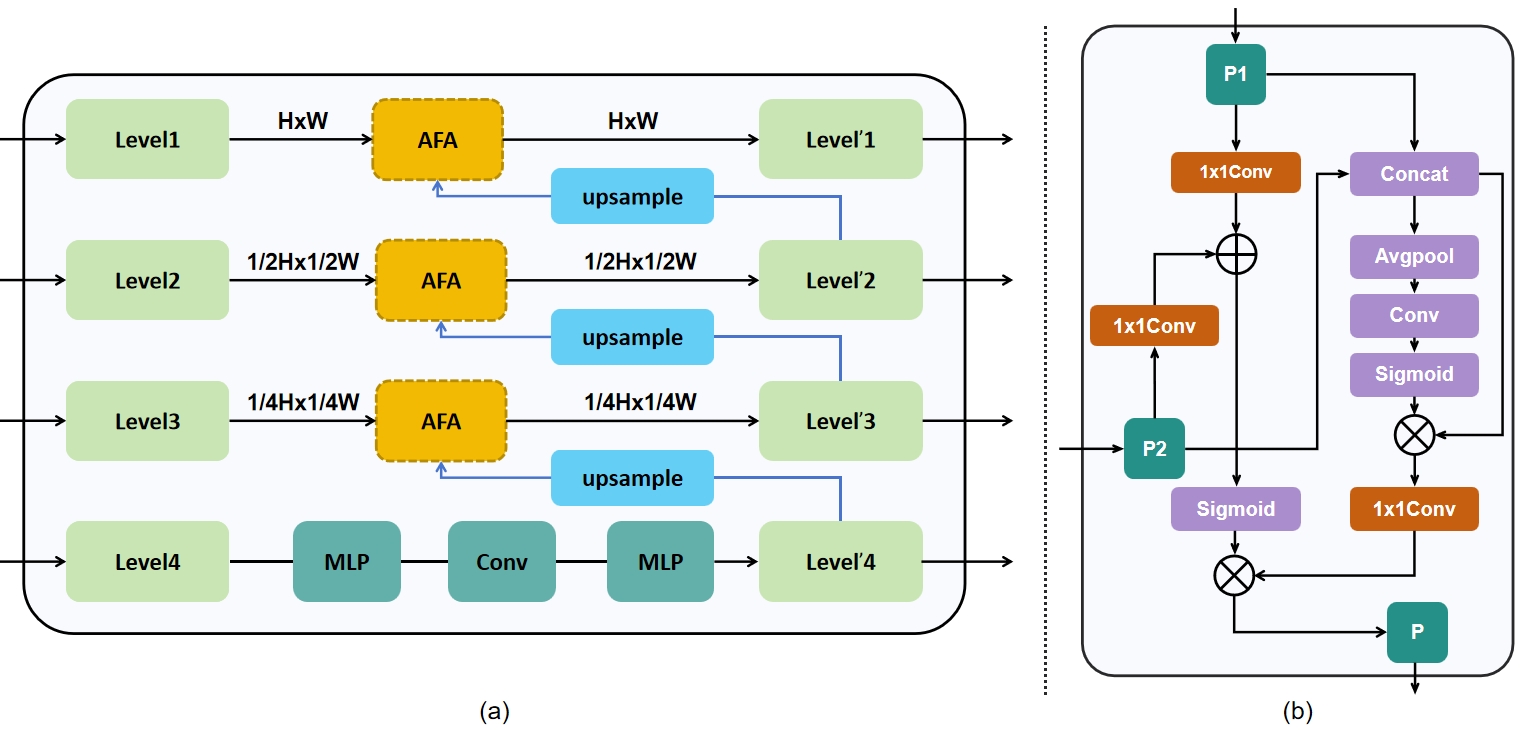 Level1
HxW
AFA
HxW
Level'1
upsample
Level2
1/2Hx1/2W
AFA
1/2Hx1/2W
Level'2
upsample
Level3
1/4Hx1/4W
AFA
1/4Hx1/4W
Level'3
upsample
Level4
MLP
Conv
MLP
Level'4
(a)
P1
1x1Conv
Concat
Avgpool
1x1Conv
Conv
Sigmoid
P2
Sigmoid
1x1Conv
P
(b)